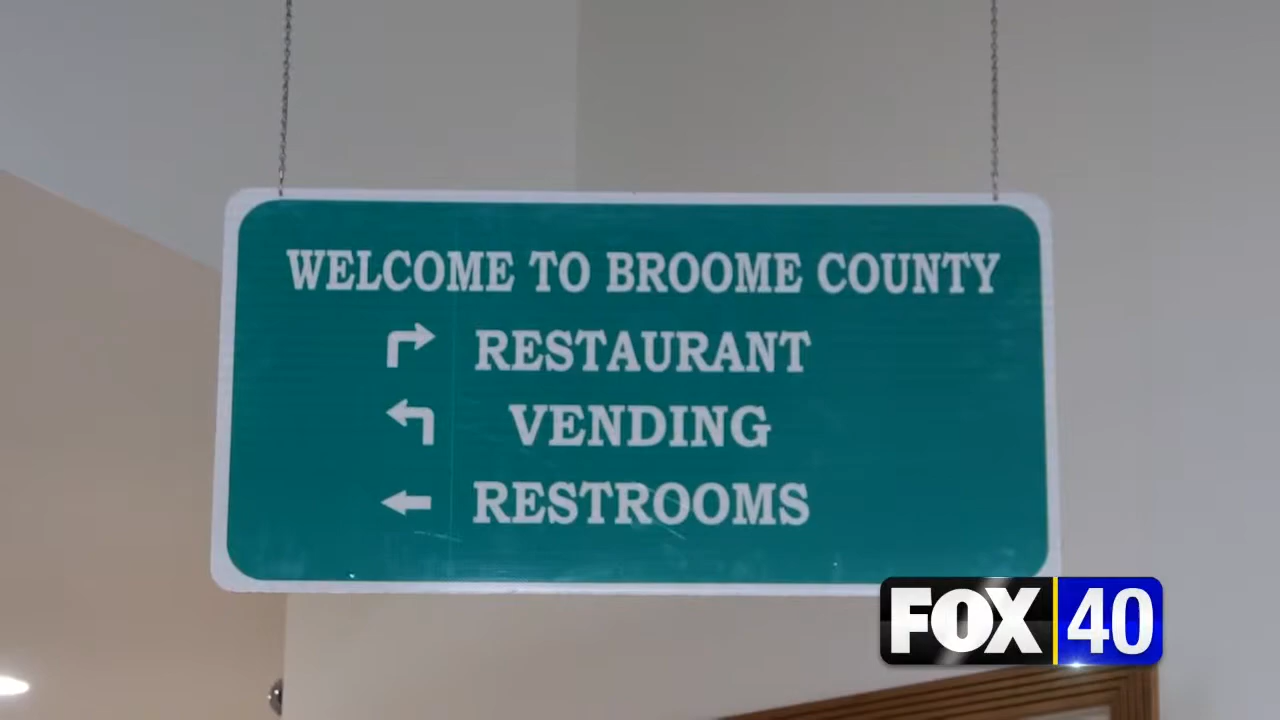 WELCOME TO BROOME COUNTY
RESTAURANT
VENDING
RESTROOMS
FOX 40